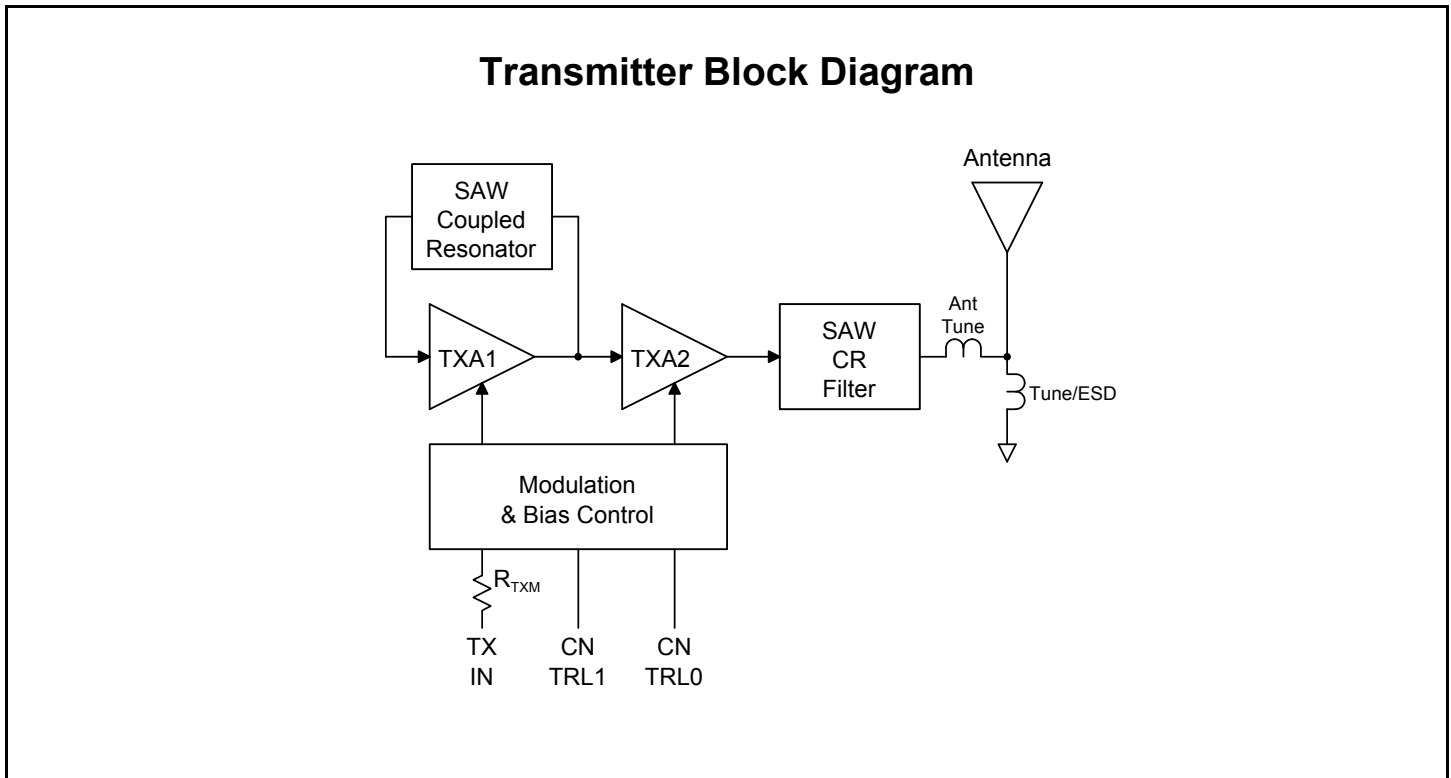 Transmitter Block Diagram
Antenna
SAW
Coupled
Resonator
Ant
Tune
TXA1
TXA2
SAW
CR
Filter
Tune/ESD
Modulation
& Bias Control
RTXM
TX
IN
CN
TRL1
CN
TRL0